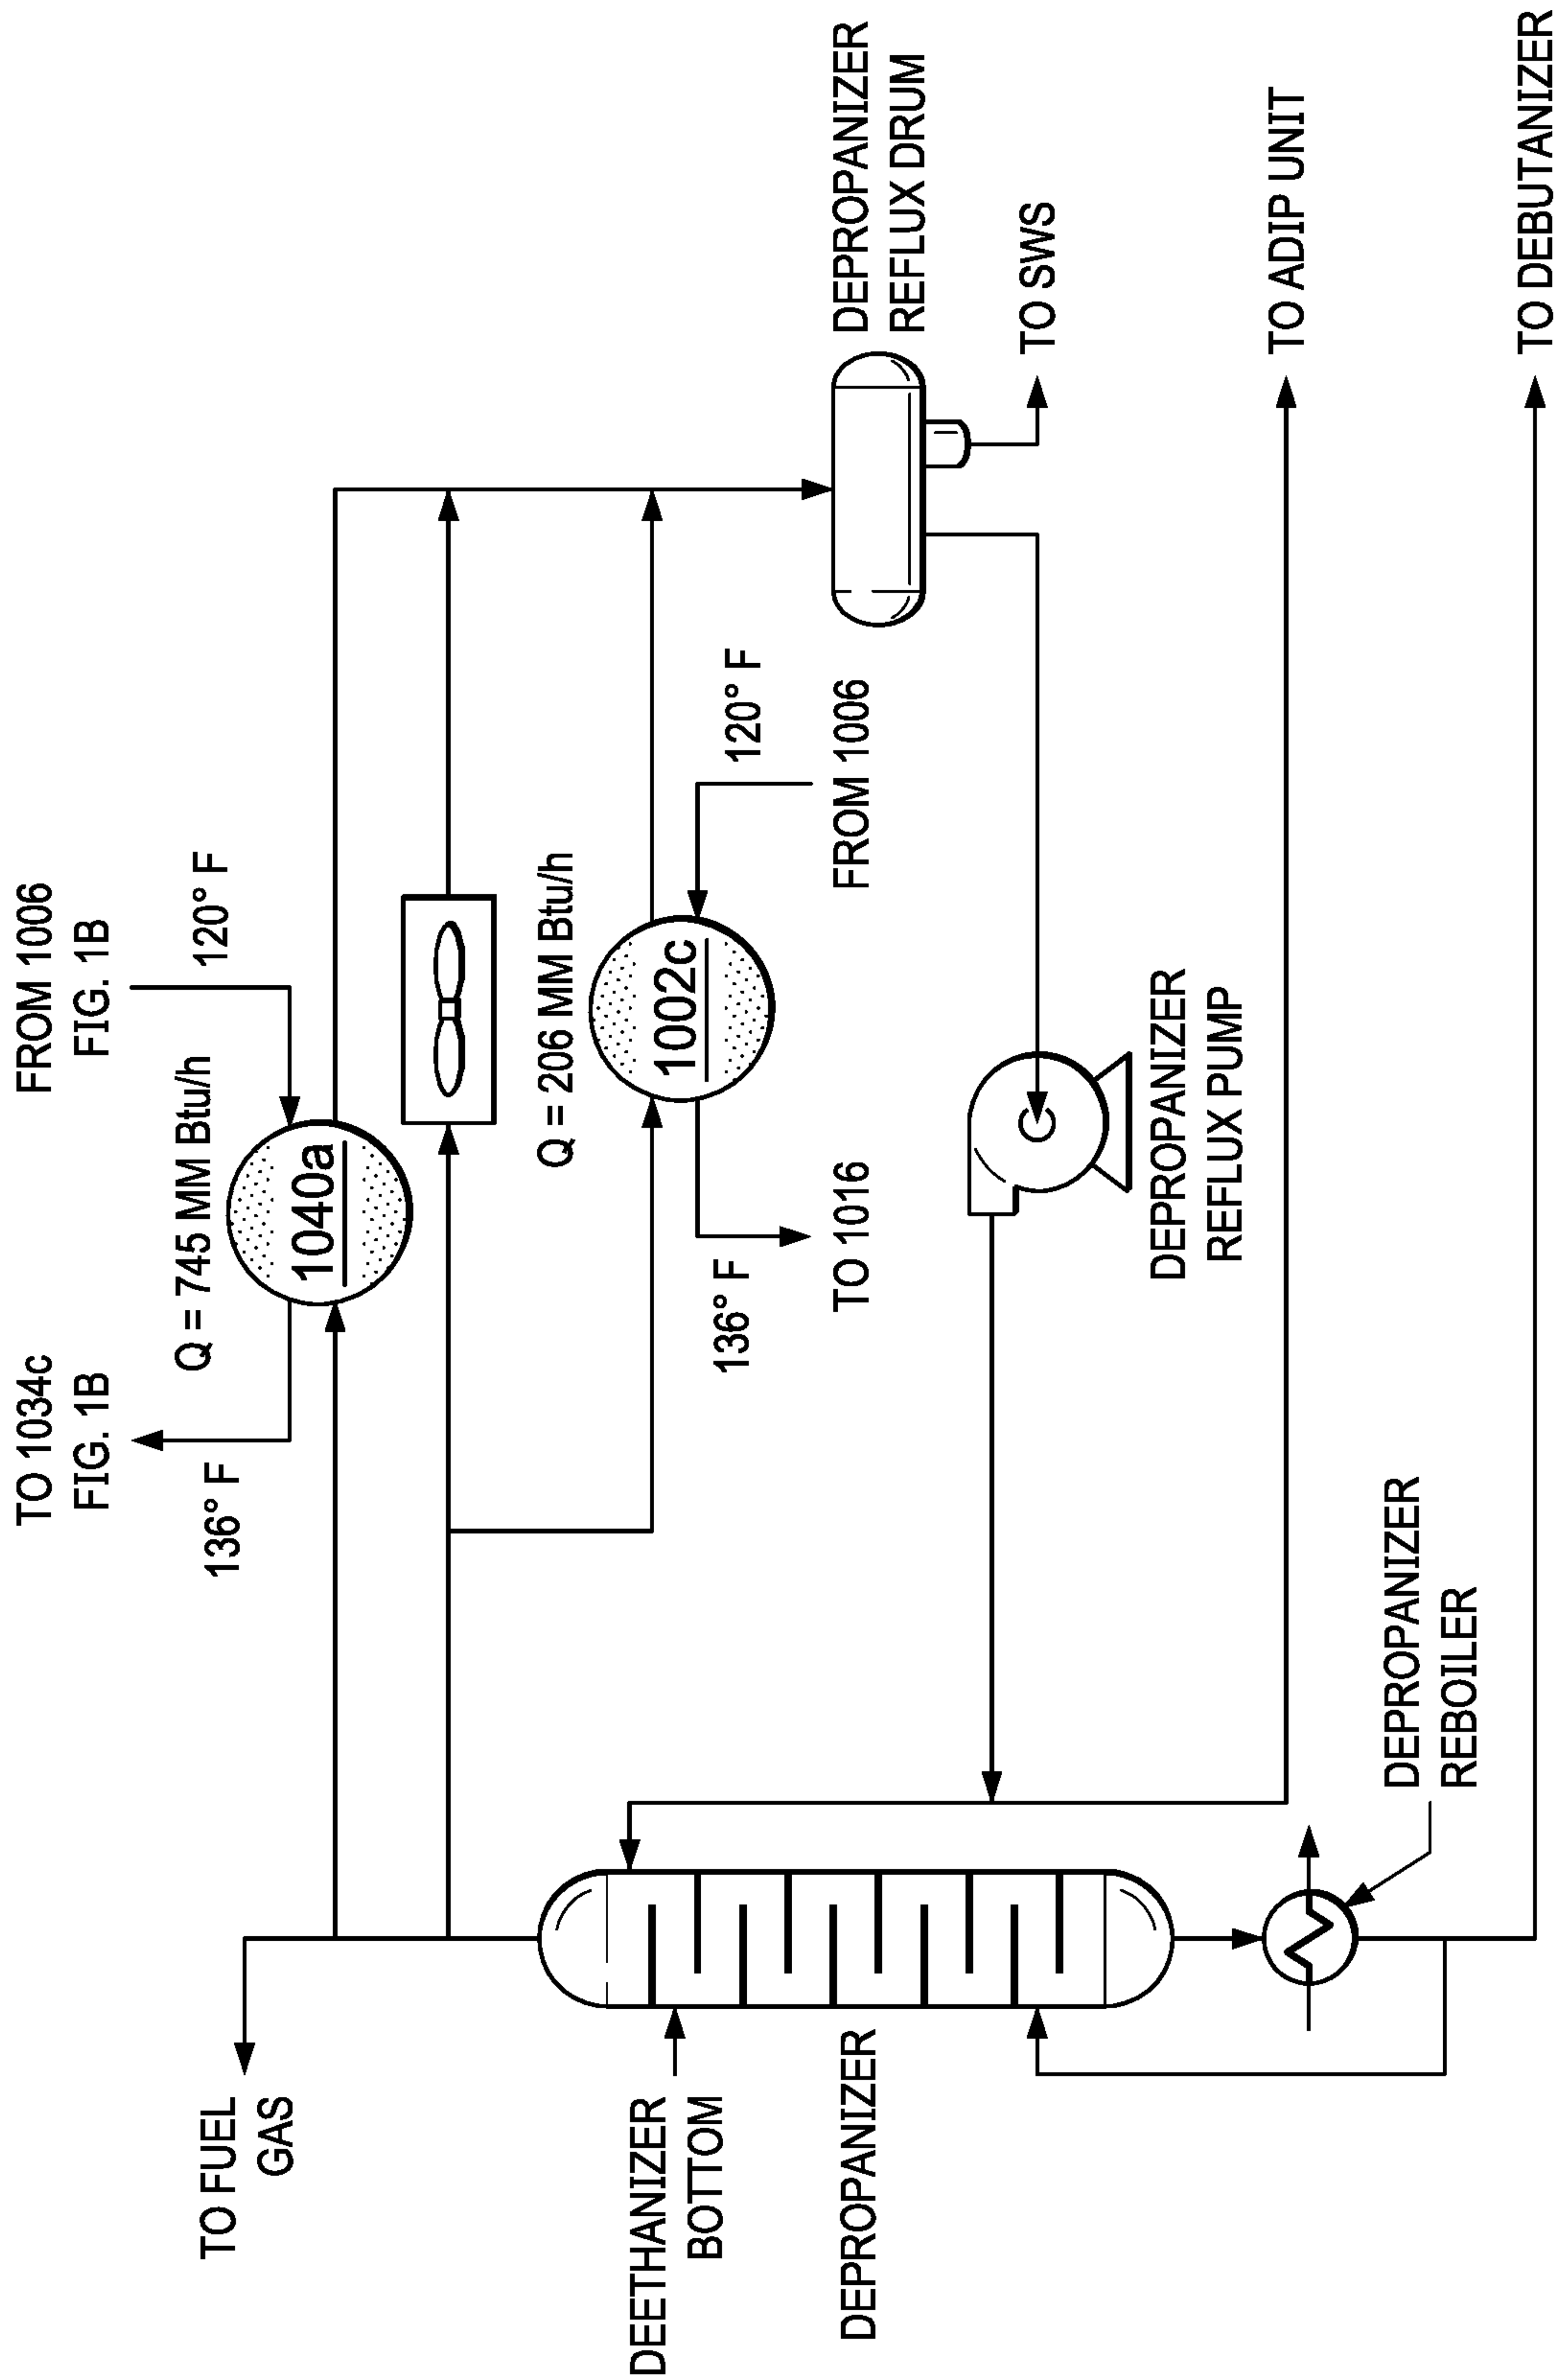 TO 1034c
FIG. 1B
FROM 1006
FIG. 1B
136° F
Q = 745 MM Btu/h
120° F
1040a
TO FUEL
GAS
Q = 206 MM Btu/h
1002c
120° F
FROM 1006
136° F
TO 1016
DEETHANIZER
BOTTOM
DEPROPANIZER
DEPROPANIZER
REFLUX DRUM
TO SWS
DEPROPANIZER
REFLUX PUMP
TO ADIP UNIT
DEPROPANIZER
REBOILER
TO DEBUTANIZER